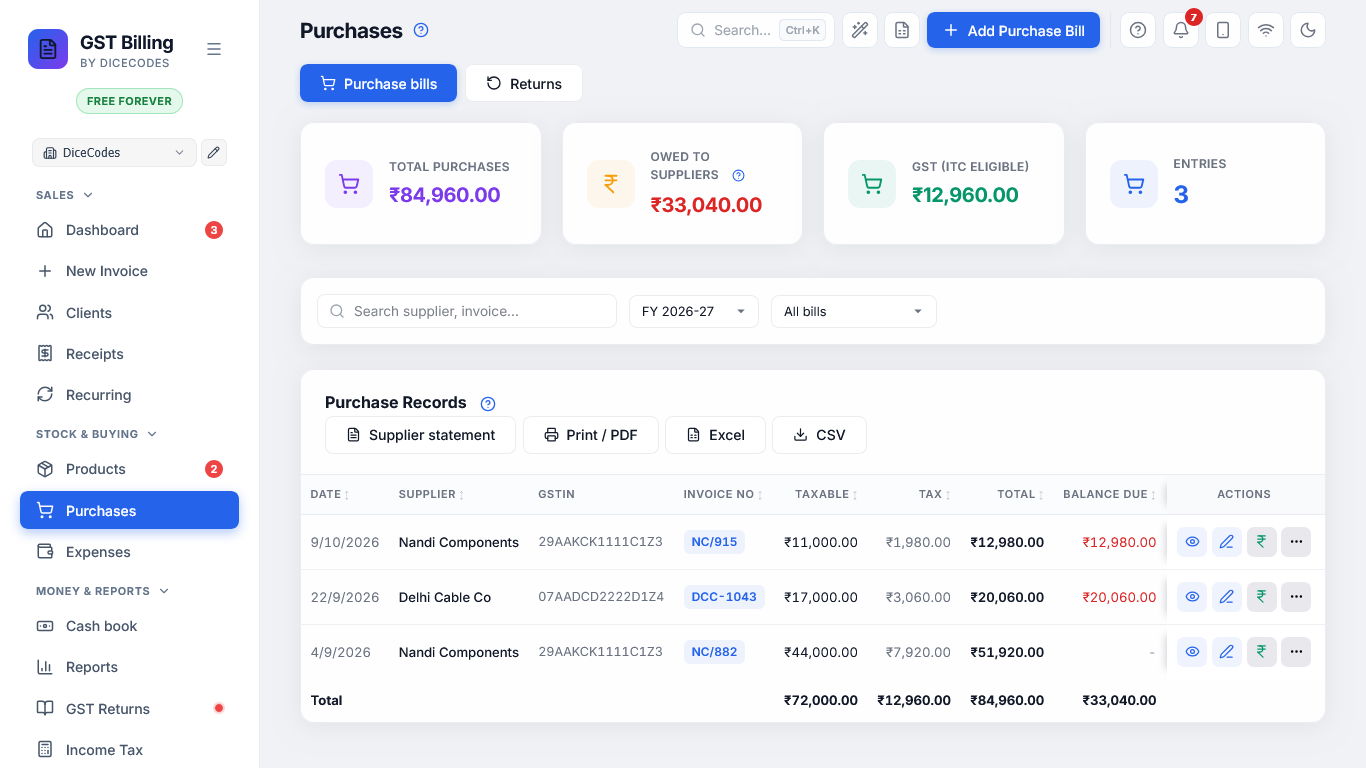 GST Billing
BY DICECODES
FREE FOREVER
DiceCodes
SALES
Dashboard 3
New Invoice
Clients
Receipts
Recurring
STOCK & BUYING
Products 2
Purchases
Expenses
MONEY & REPORTS
Cash book
Reports
GST Returns
Income Tax
Purchases
Search... Ctrl+K
Add Purchase Bill
7
Purchase bills
Returns
TOTAL PURCHASES
₹84,960.00
OWED TO
SUPPLIERS
₹33,040.00
GST (ITC ELIGIBLE)
₹12,960.00
ENTRIES
3
Search supplier, invoice...
FY 2026-27
All bills
Purchase Records
Supplier statement
Print / PDF
Excel
CSV
DATE SUPPLIER GSTIN INVOICE NO TAXABLE TAX TOTAL BALANCE DUE ACTIONS
9/10/2026 Nandi Components 29AAKCK1111C1Z3 NC/915 ₹11,000.00 ₹1,980.00 ₹12,980.00 ₹12,980.00 ₹
22/9/2026 Delhi Cable Co 07AADCD2222D1Z4 DCC-1043 ₹17,000.00 ₹3,060.00 ₹20,060.00 ₹20,060.00 ₹
4/9/2026 Nandi Components 29AAKCK1111C1Z3 NC/882 ₹44,000.00 ₹7,920.00 ₹51,920.00 - ₹
Total ₹72,000.00 ₹12,960.00 ₹84,960.00 ₹33,040.00